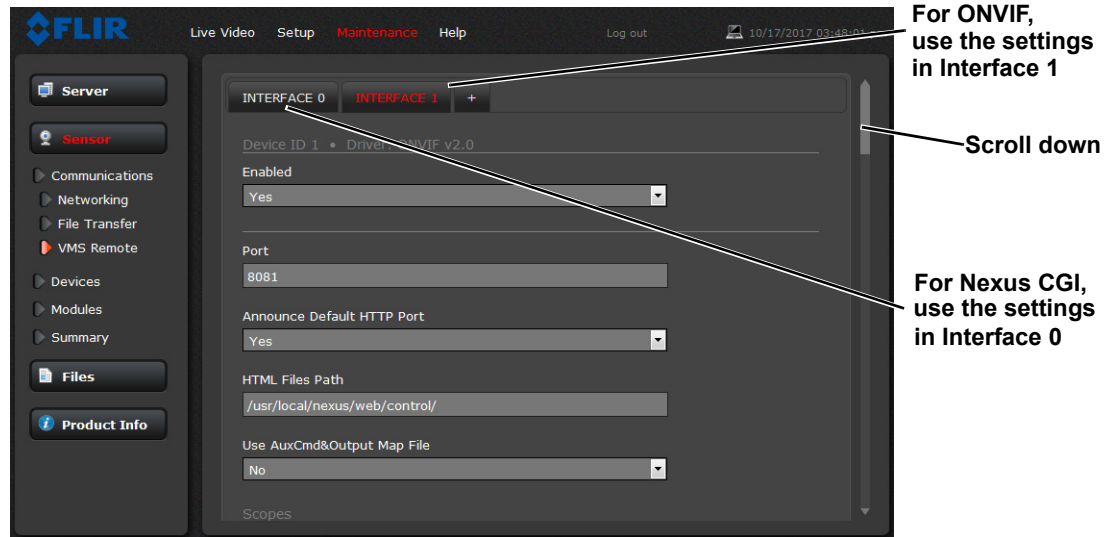 FLIR
Live Video Setup Maintenance Help Log out 10/17/2017 03:48:01
For ONVIF,
use the settings
in Interface 1
Server
Sensor
Communications
Networking
File Transfer
VMS Remote
Devices
Modules
Summary
Files
Product Info
INTERFACE 0 INTERFACE 1 +
Device ID 1 • Driver: ONVIF v2.0
Enabled
Yes
Port
8081
Announce Default HTTP Port
Yes
HTML Files Path
/usr/local/nexus/web/control/
Use AuxCmd&Output Map File
No
Scopes
Scroll down
For Nexus CGI,
use the settings
in Interface 0